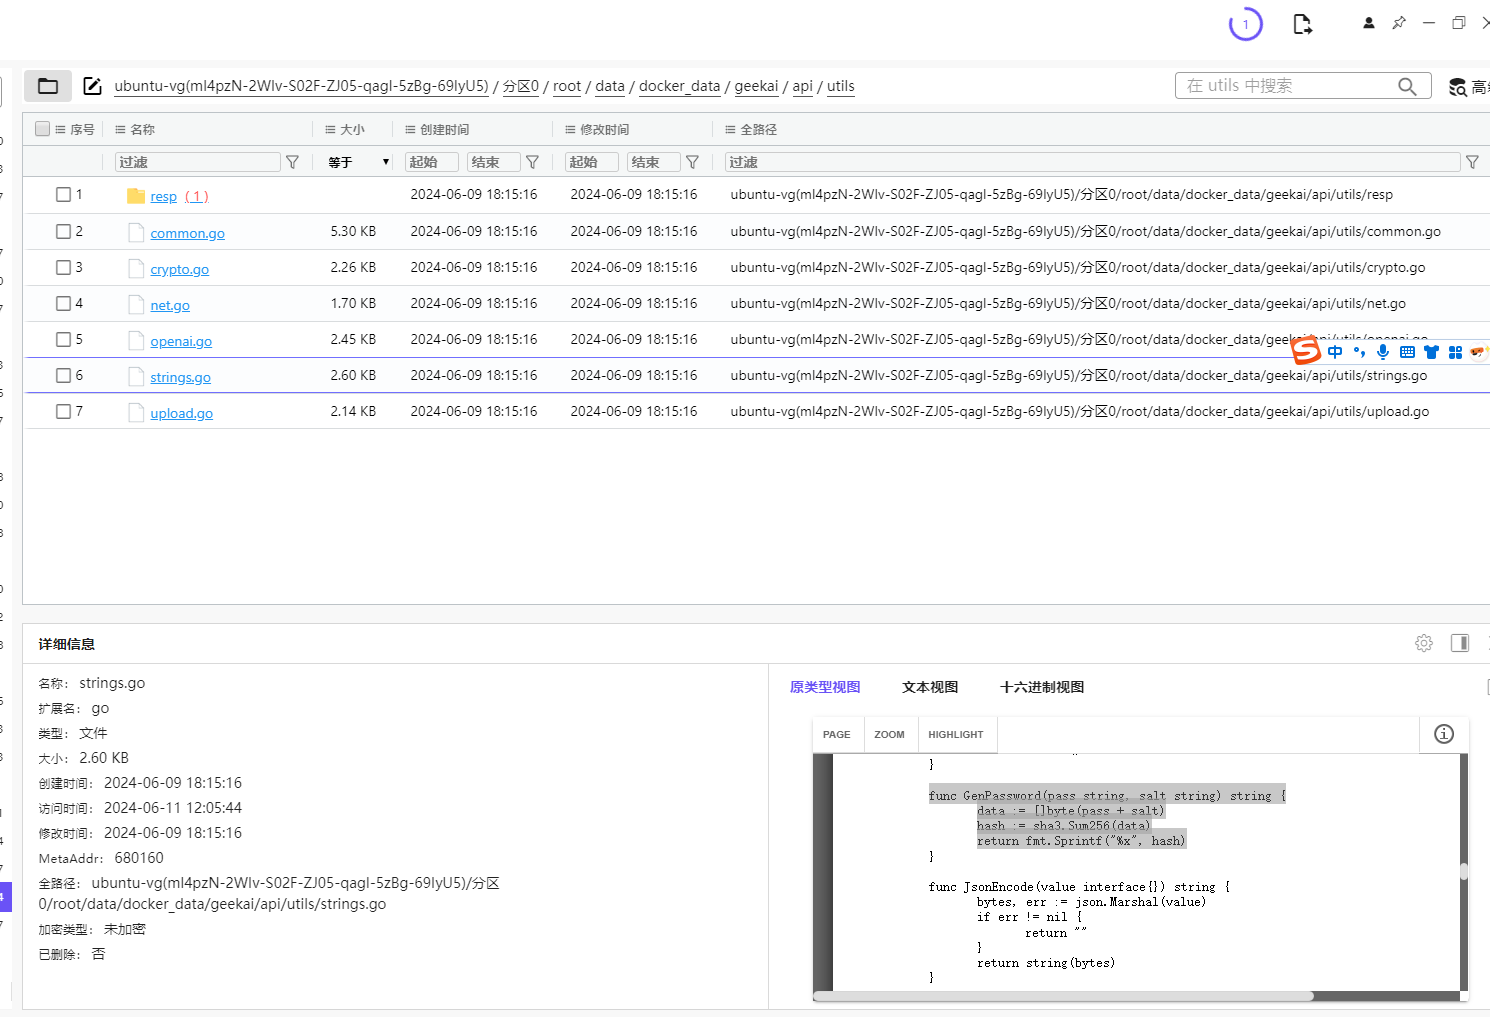 1
ubuntu-vg(ml4pzN-2Wlv-S02F-ZJ05-qagI-5zBg-69lyU5) / 分区0 / root / data / docker_data / geekai / api / utils
在 utils 中搜索
序号 名称 大小 创建时间 修改时间 全路径
过滤 等于 起始 结束 起始 结束 过滤
1 resp ( 1 ) 2024-06-09 18:15:16 2024-06-09 18:15:16 ubuntu-vg(ml4pzN-2Wlv-S02F-ZJ05-qagI-5zBg-69lyU5)/分区0/root/data/docker_data/geekai/api/utils/resp
2 common.go 5.30 KB 2024-06-09 18:15:16 2024-06-09 18:15:16 ubuntu-vg(ml4pzN-2Wlv-S02F-ZJ05-qagI-5zBg-69lyU5)/分区0/root/data/docker_data/geekai/api/utils/common.go
3 crypto.go 2.26 KB 2024-06-09 18:15:16 2024-06-09 18:15:16 ubuntu-vg(ml4pzN-2Wlv-S02F-ZJ05-qagI-5zBg-69lyU5)/分区0/root/data/docker_data/geekai/api/utils/crypto.go
4 net.go 1.70 KB 2024-06-09 18:15:16 2024-06-09 18:15:16 ubuntu-vg(ml4pzN-2Wlv-S02F-ZJ05-qagI-5zBg-69lyU5)/分区0/root/data/docker_data/geekai/api/utils/net.go
5 openai.go 2.45 KB 2024-06-09 18:15:16 2024-06-09 18:15:16 ubuntu-vg(ml4pzN-2Wlv-S02F-ZJ05-qagI-5zBg-69lyU5)/分区0/root/data/docker_data/geekai/api/utils/openai.go
中
6 strings.go 2.60 KB 2024-06-09 18:15:16 2024-06-09 18:15:16 ubuntu-vg(ml4pzN-2Wlv-S02F-ZJ05-qagI-5zBg-69lyU5)/分区0/root/data/docker_data/geekai/api/utils/strings.go
7 upload.go 2.14 KB 2024-06-09 18:15:16 2024-06-09 18:15:16 ubuntu-vg(ml4pzN-2Wlv-S02F-ZJ05-qagI-5zBg-69lyU5)/分区0/root/data/docker_data/geekai/api/utils/upload.go
详细信息
名称: strings.go
扩展名: go
类型: 文件
大小: 2.60 KB
创建时间: 2024-06-09 18:15:16
访问时间: 2024-06-11 12:05:44
修改时间: 2024-06-09 18:15:16
MetaAddr: 680160
全路径: ubuntu-vg(ml4pzN-2Wlv-S02F-ZJ05-qagI-5zBg-69lyU5)/分区
0/root/data/docker_data/geekai/api/utils/strings.go
加密类型: 未加密
已删除: 否
原类型视图 文本视图 十六进制视图
PAGE ZOOM HIGHLIGHT
}
func GenPassword(pass string, salt string) string {
data := []byte(pass + salt)
hash := sha3.Sum256(data)
return fmt.Sprintf("%x", hash)
}
func JsonEncode(value interface{}) string {
bytes, err := json.Marshal(value)
if err != nil {
return ""
}
return string(bytes)
}